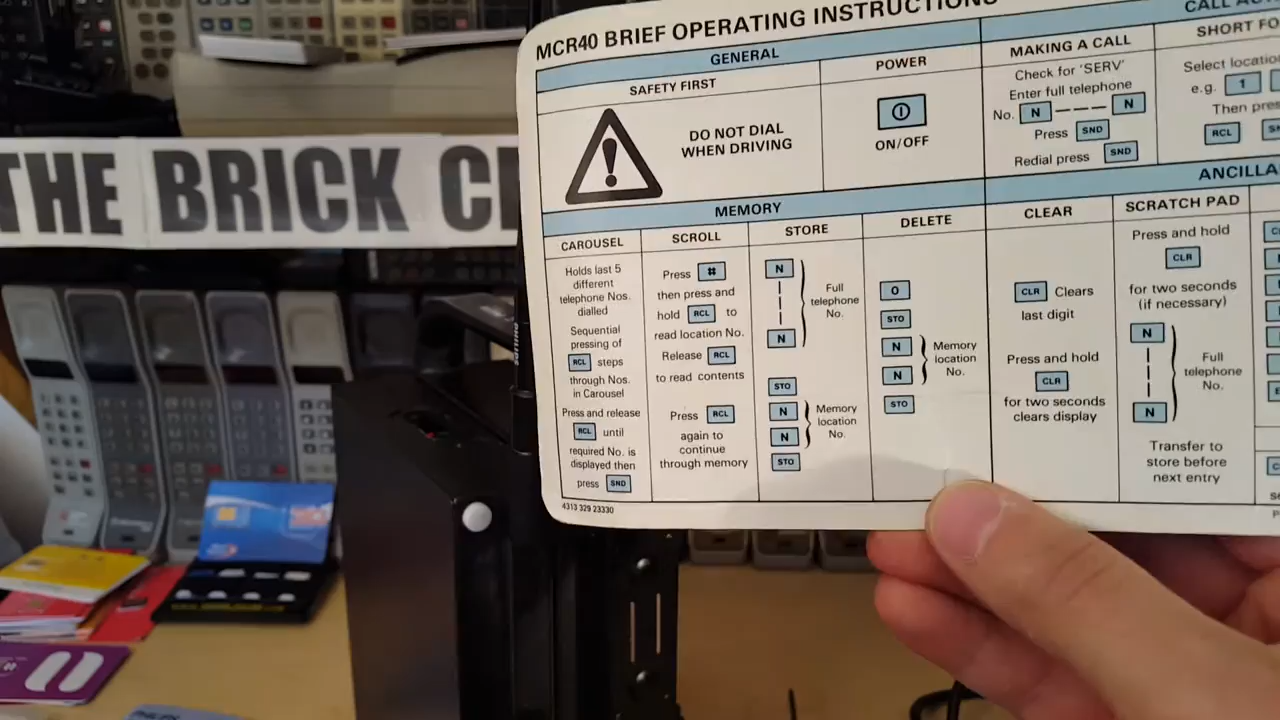 MCR40 BRIEF OPERATING INSTRUCTIONS
GENERAL
SAFETY FIRST
DO NOT DIAL
WHEN DRIVING
POWER
ON/OFF
MAKING A CALL
Check for 'SERV'
Enter full telephone
No. N --- N
Press SND
Redial press SND
Select
e.g. 1
Then
RCL
SHORT
CALL
MEMORY
CAROUSEL
Holds last 5
different
telephone Nos.
dialled
Sequential
pressing of
RCL steps
through Nos.
in Carousel
Press and release
RCL until
required No. is
displayed then
press SND
SCROLL
Press #
then press and
hold RCL to
read location No.
Release RCL
to read contents
Press RCL
again to
continue
through memory
STORE
N
N
Full
telephone
No.
STO
N
N
Memory
location
No.
STO
DELETE
O
STO
N
N
Memory
location
No.
STO
CLEAR
CLR Clears
last digit
Press and hold
CLR
for two seconds
clears display
SCRATCH PAD
Press and hold
CLR
for two seconds
(if necessary)
N
N
Full
telephone
No.
Transfer to
store before
next entry
4313 329 23330
THE BRICK